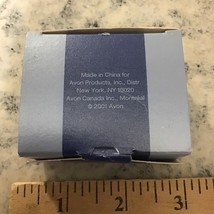 Made in China for
Avon Products, Inc., Distr.
New York, NY 10020
Avon Canada Inc., Montreal
© 2001 Avon
1 2 3